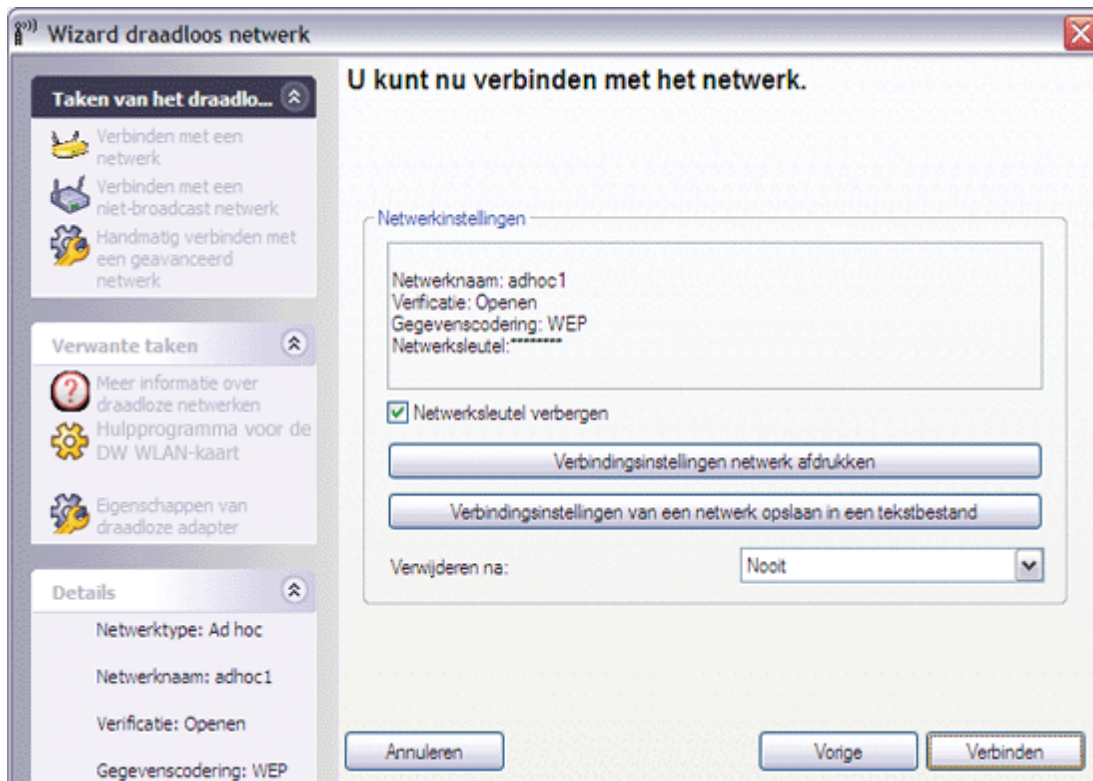 Wizard draadloos netwerk
Taken van het draadlo...
Verbinden met een
netwerk
Verbinden met een
niet-broadcast netwerk
Handmatig verbinden met
een geavanceerd
netwerk
Verwante taken
Meer informatie over
draadloze netwerken
Hulpprogramma voor de
DW WLAN-kaart
Eigenschappen van
draadloze adapter
Details
Netwerktype: Ad hoc
Netwerknaam: adhoc1
Verificatie: Openen
Gegevenscodering: WEP
U kunt nu verbinden met het netwerk.
Netwerkinstellingen
Netwerknaam: adhoc1
Verificatie: Openen
Gegevenscodering: WEP
Netwerksleutel:********
Netwerksleutel verbergen
Verbindingsinstellingen netwerk afdrukken
Verbindingsinstellingen van een netwerk opslaan in een tekstbestand
Verwijderen na:
Nooit
Annuleren
Vorige
Verbinden